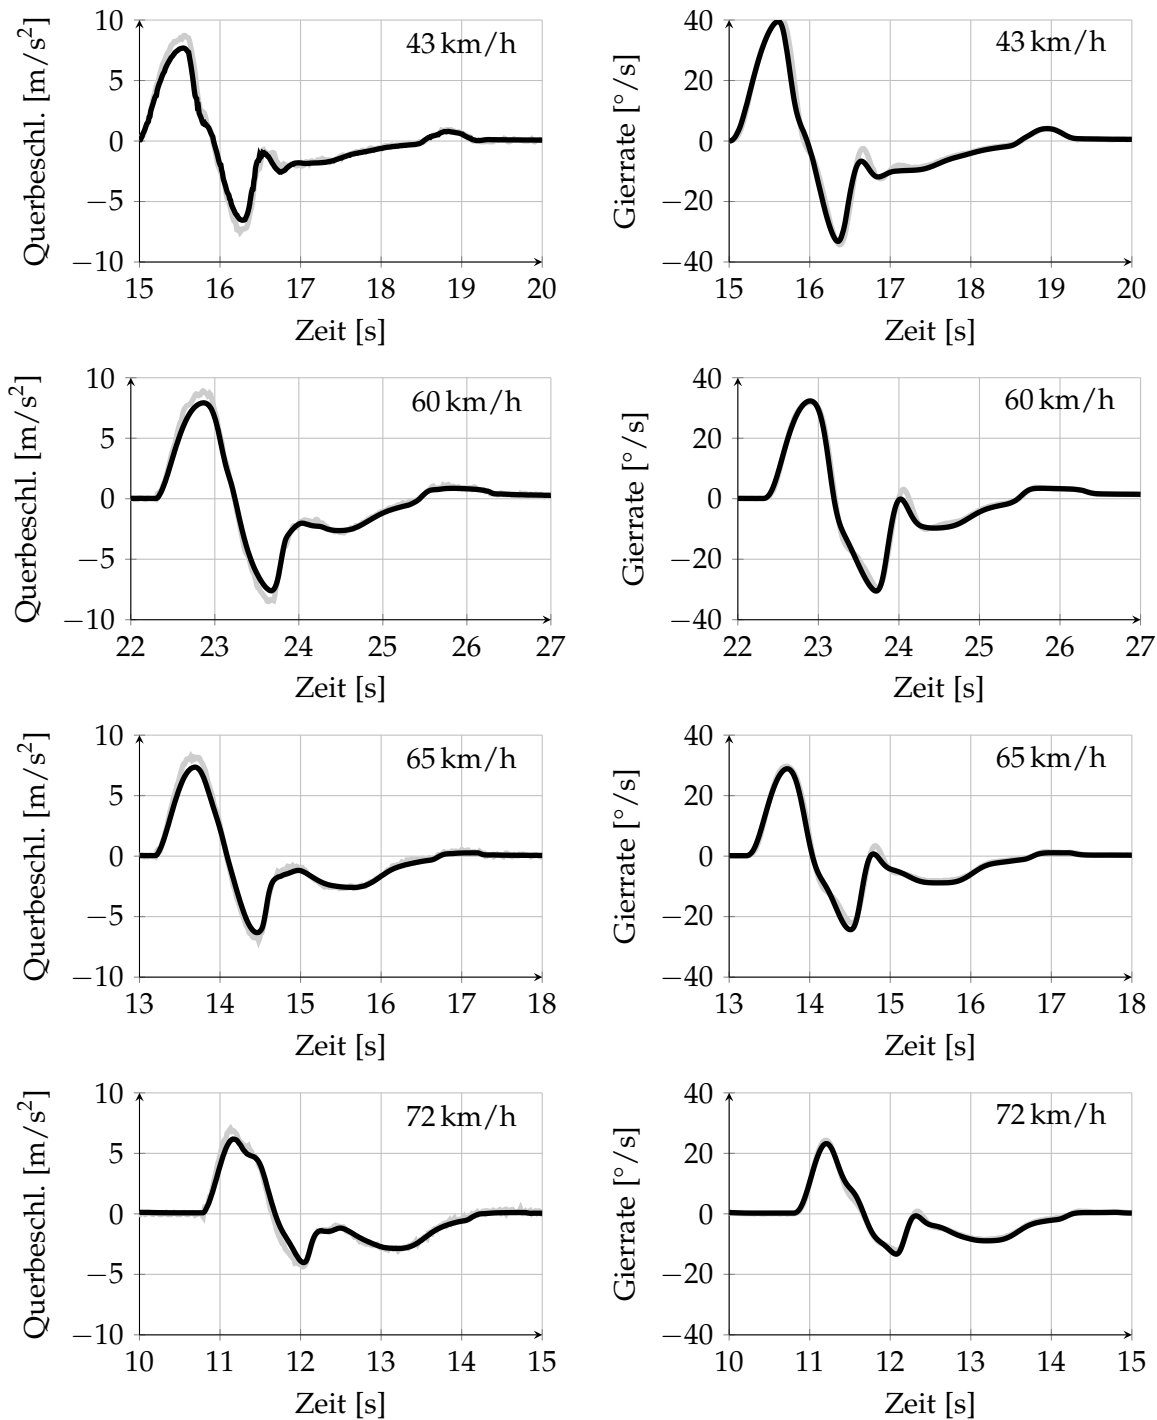 Querbeschl. [m/s²]
10
5
0
−5
−10
43 km/h
15 16 17 18 19 20
Zeit [s]
Gierrate [°/s]
40
20
0
−20
−40
43 km/h
15 16 17 18 19 20
Zeit [s]
Querbeschl. [m/s²]
10
5
0
−5
−10
60 km/h
22 23 24 25 26 27
Zeit [s]
Gierrate [°/s]
40
20
0
−20
−40
60 km/h
22 23 24 25 26 27
Zeit [s]
Querbeschl. [m/s²]
10
5
0
−5
−10
65 km/h
13 14 15 16 17 18
Zeit [s]
Gierrate [°/s]
40
20
0
−20
−40
65 km/h
13 14 15 16 17 18
Zeit [s]
Querbeschl. [m/s²]
10
5
0
−5
−10
72 km/h
10 11 12 13 14 15
Zeit [s]
Gierrate [°/s]
40
20
0
−20
−40
72 km/h
10 11 12 13 14 15
Zeit [s]